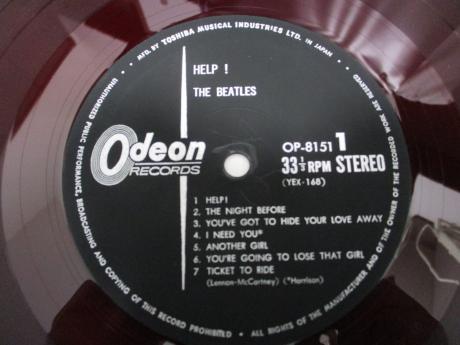 MFD. BY TOSHIBA MUSICAL INDUSTRIES LTD. IN JAPAN
HELP !
THE BEATLES
Odeon
RECORDS
OP-8151 1
33 1/3 RPM STEREO
(YEX-168)
1 HELP!
2. THE NIGHT BEFORE
3. YOU'VE GOT TO HIDE YOUR LOVE AWAY
4. I NEED YOU*
5. ANOTHER GIRL
6. YOU'RE GOING TO LOSE THAT GIRL
7 TICKET TO RIDE
(Lennon-McCartney) (*Harrison)
UNAUTHORIZED PUBLIC PERFORMANCE, BROADCASTING AND COPYING OF THIS RECORD PROHIBITED • ALL RIGHTS OF THE MANUFACTURER AND OF THE OWNER OF THE RECORDED WORK ARE RESERVED